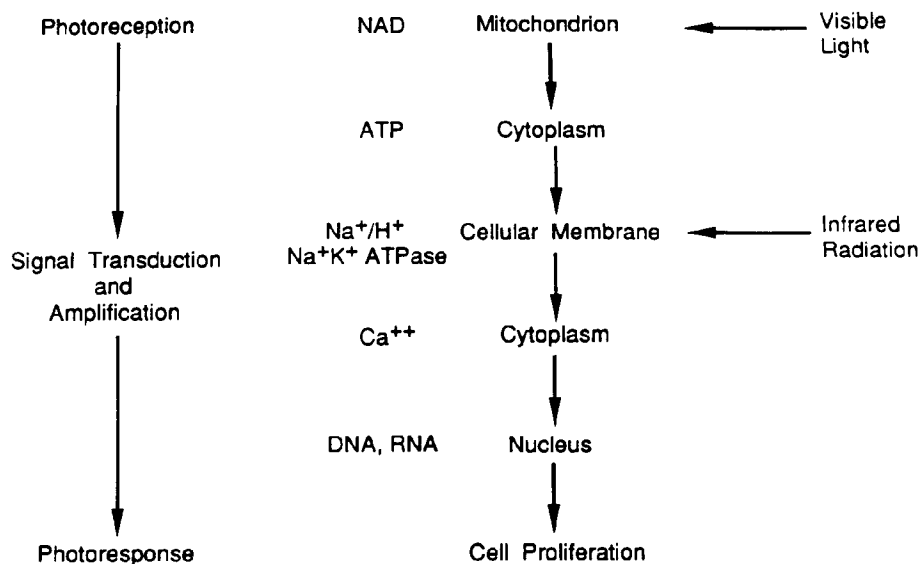 Photoreception NAD Mitochondrion Visible
Light
ATP Cytoplasm
Na⁺/H⁺ Cellular Membrane Infrared
Na⁺K⁺ ATPase Radiation
Signal Transduction
and
Amplification
Ca⁺⁺ Cytoplasm
DNA, RNA Nucleus
Photoresponse Cell Proliferation